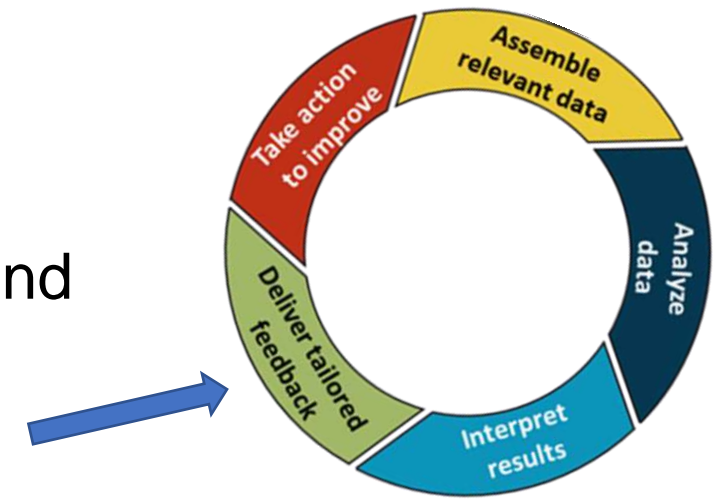 Assemble
relevant data
Analyze
data
Interpret
results
Deliver tailored
feedback
Take action
to improve
nd